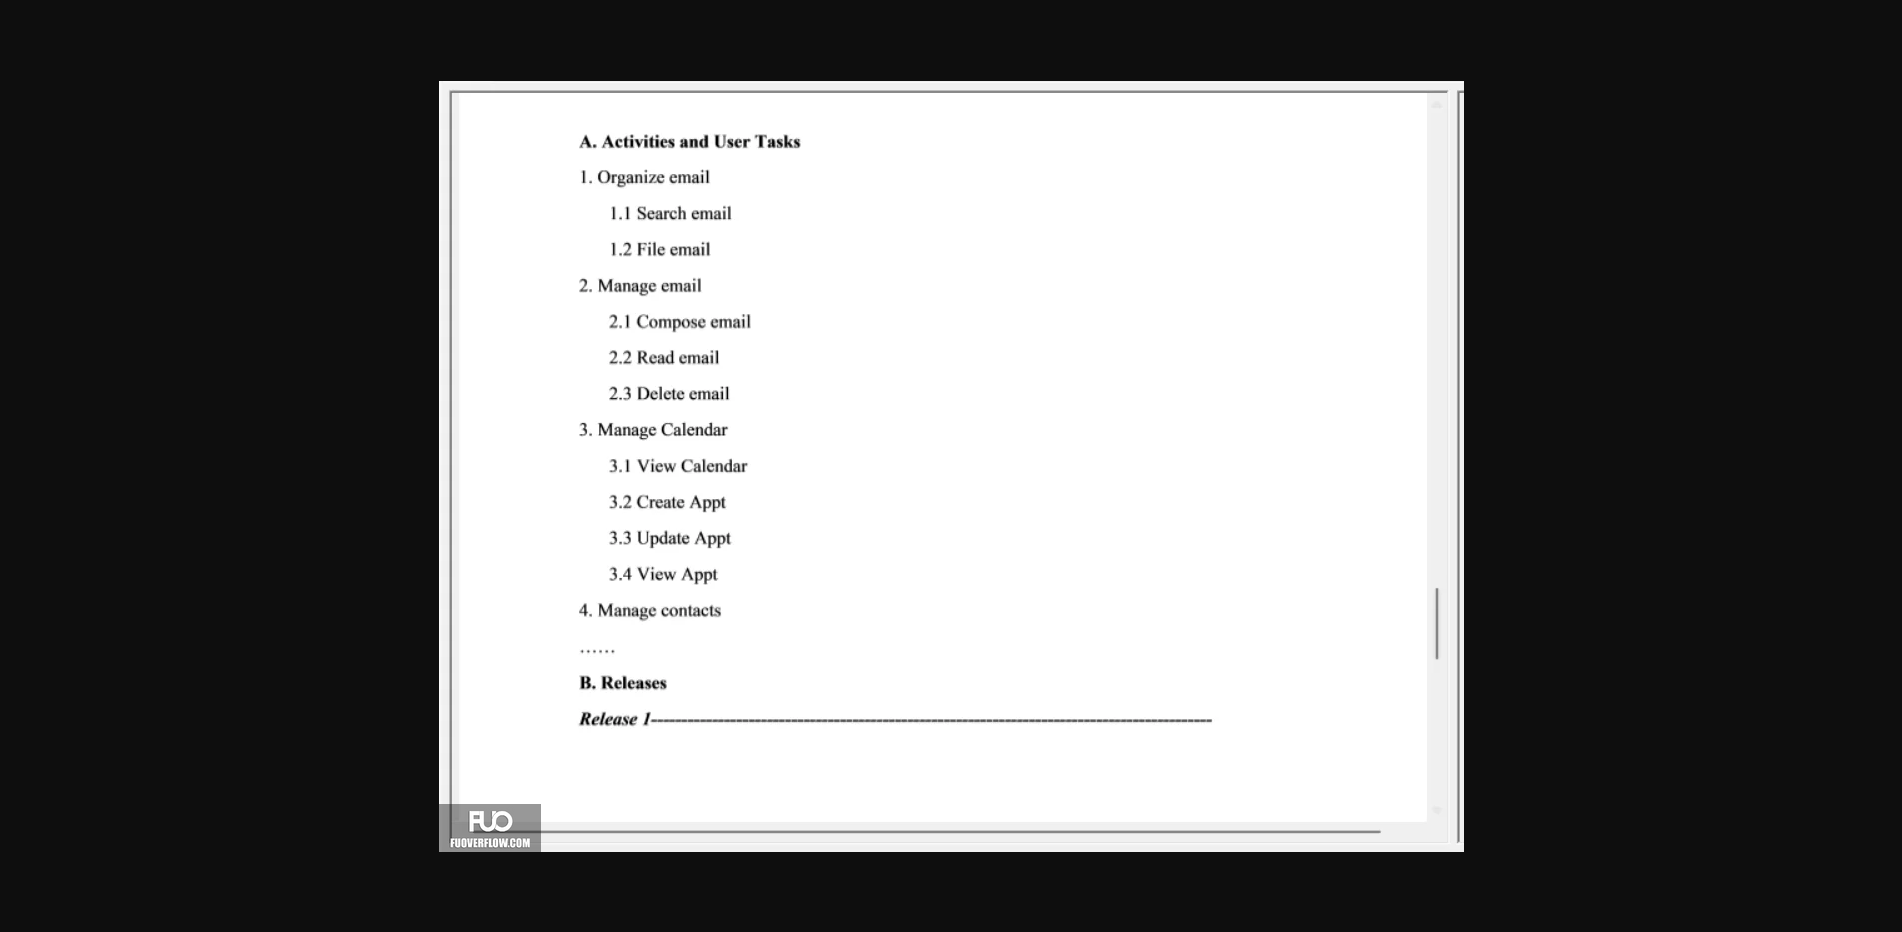 A. Activities and User Tasks
1. Organize email
1.1 Search email
1.2 File email
2. Manage email
2.1 Compose email
2.2 Read email
2.3 Delete email
3. Manage Calendar
3.1 View Calendar
3.2 Create Appt
3.3 Update Appt
3.4 View Appt
4. Manage contacts
......
B. Releases
Release 1---------------------------------------------------------------------------
FUO
FUOVERFLOW.COM